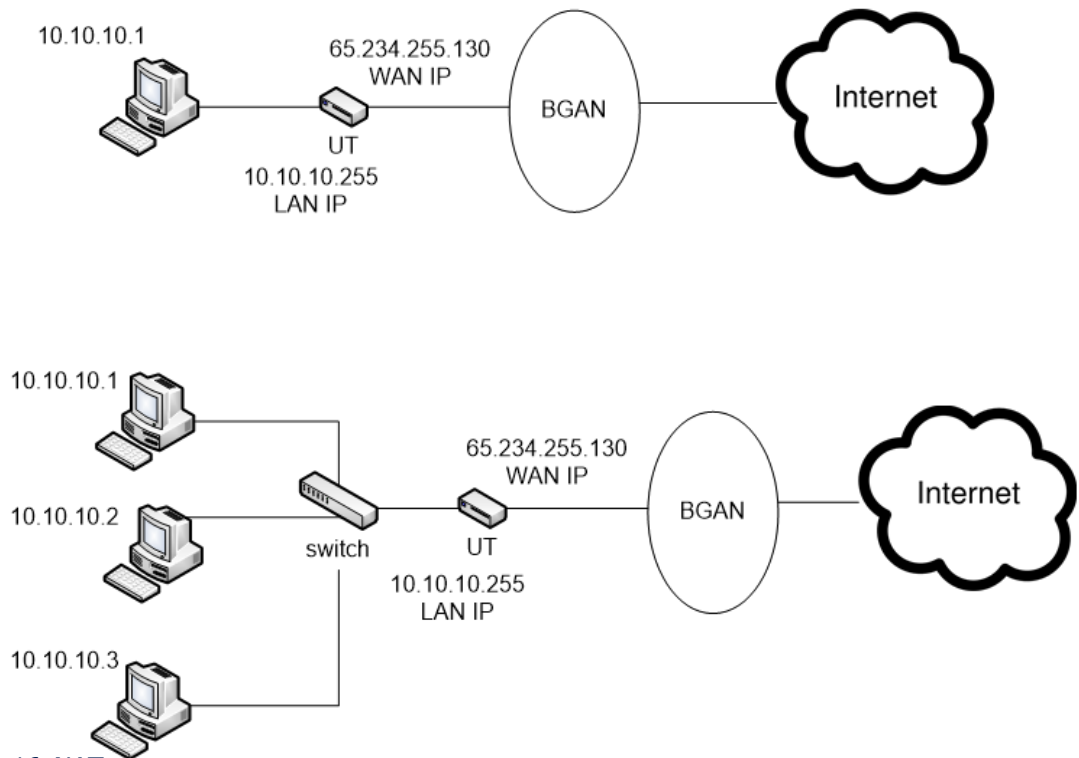 10.10.10.1
65.234.255.130
WAN IP
BGAN
Internet
UT
10.10.10.255
LAN IP
10.10.10.1
65.234.255.130
WAN IP
BGAN
Internet
10.10.10.2
switch
UT
10.10.10.255
LAN IP
10.10.10.3